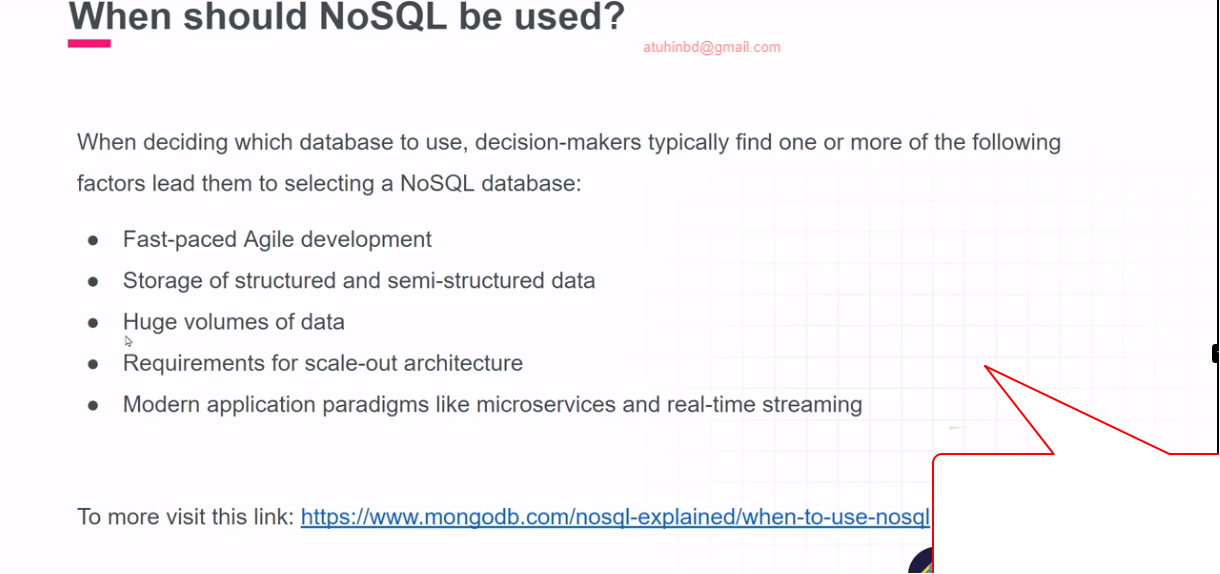 When should NoSQL be used?
atuhinbd@gmail.com
When deciding which database to use, decision-makers typically find one or more of the following
factors lead them to selecting a NoSQL database:
● Fast-paced Agile development
● Storage of structured and semi-structured data
● Huge volumes of data
● Requirements for scale-out architecture
● Modern application paradigms like microservices and real-time streaming
To more visit this link: https://www.mongodb.com/nosql-explained/when-to-use-nosql